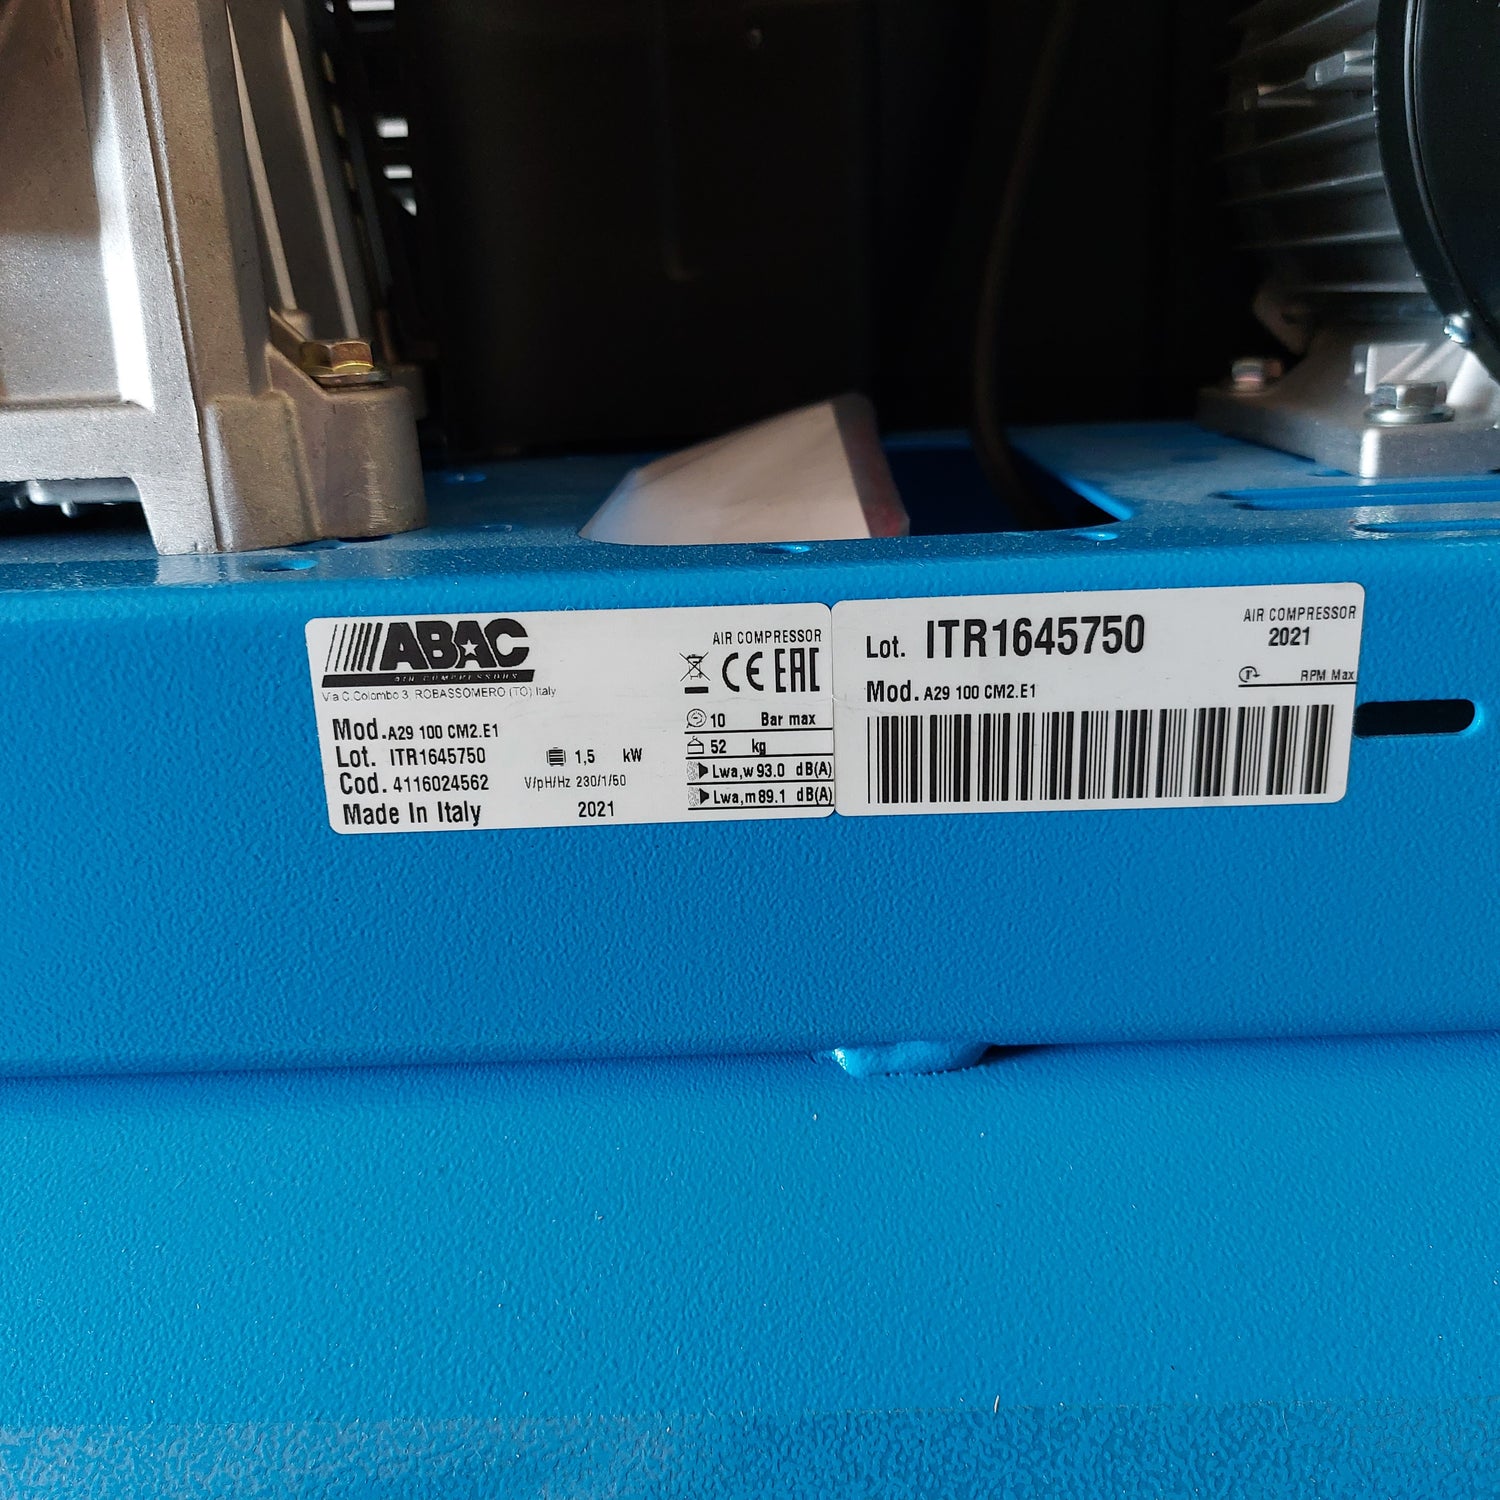 ABAC
AIR COMPRESSORS
Via C.Colombo 3, ROBASSOMERO (TO) Italy
AIR COMPRESSOR
CE EAC
Mod. A29 100 CM2.E1
Lot. ITR1645750
Cod. 4116024562
Made In Italy
1,5 kW
V/pH/Hz 230/1/50
2021
10 Bar max
52 kg
Lwa,w 93.0 dB(A)
Lwa,m 89.1 dB(A)
Lot. ITR1645750
Mod. A29 100 CM2.E1
AIR COMPRESSOR
2021
RPM Max